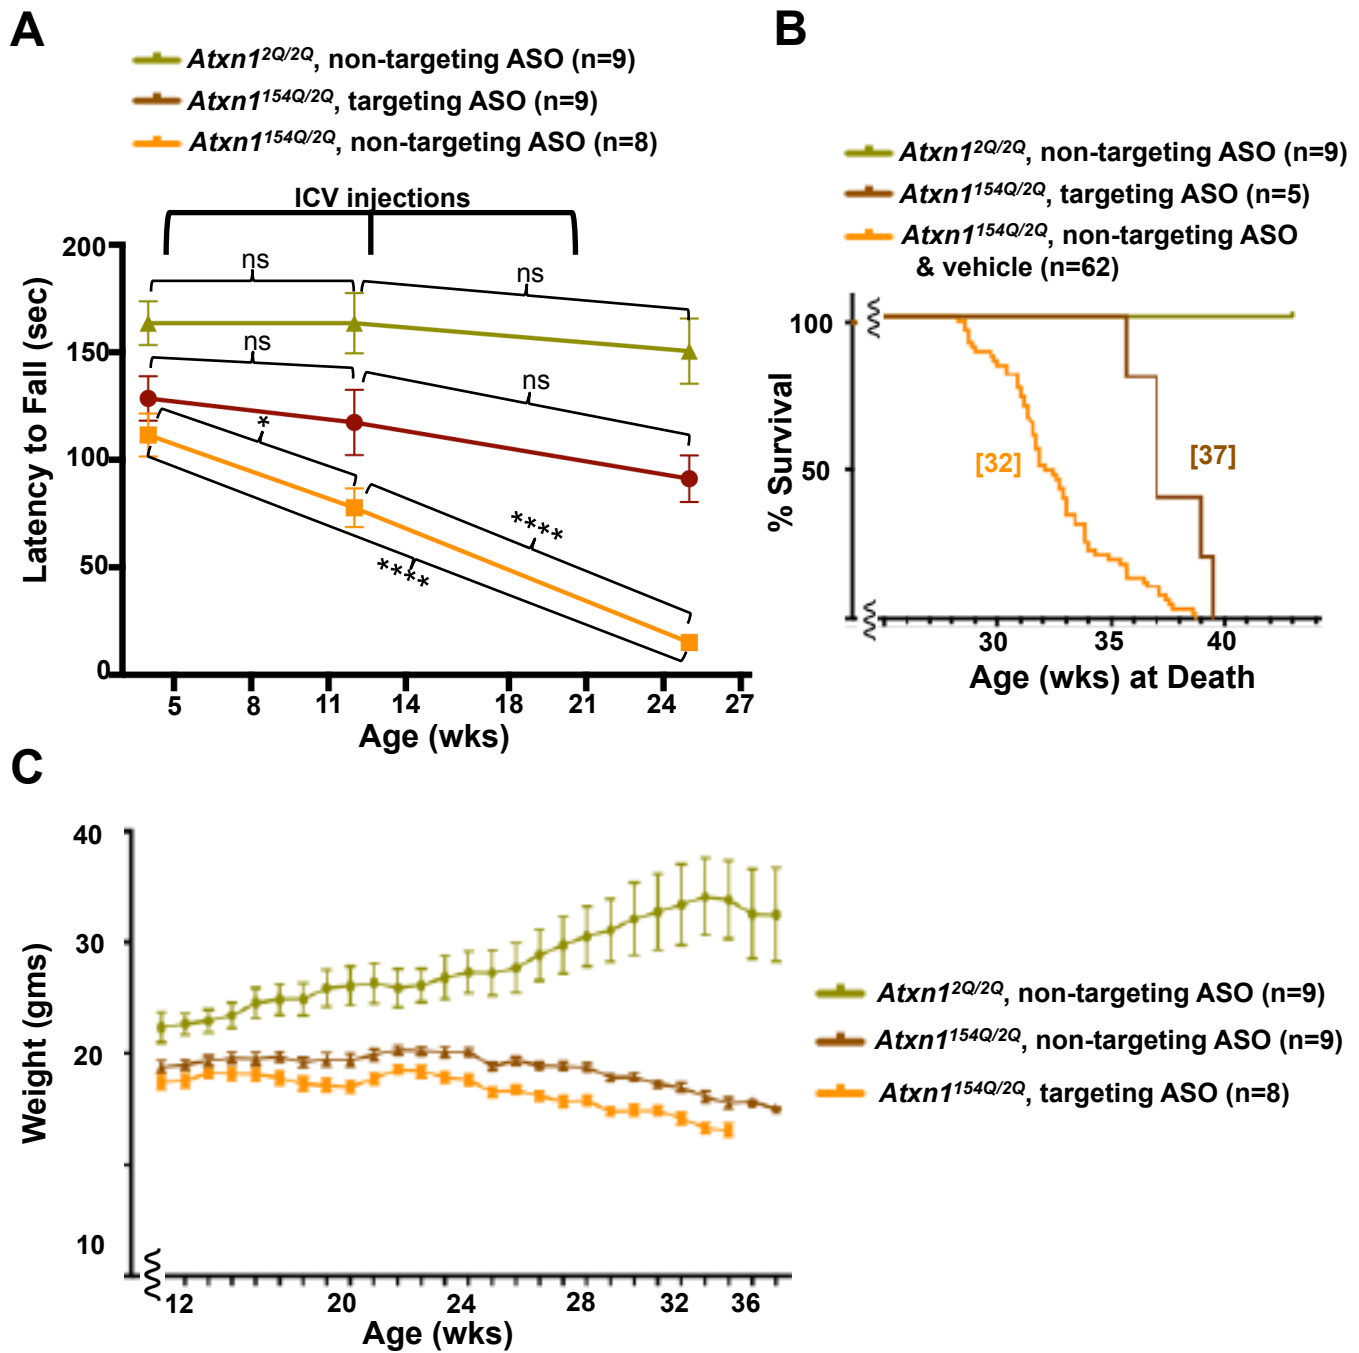 A
Atxn1^2Q/2Q, non-targeting ASO (n=9)
Atxn1^154Q/2Q, targeting ASO (n=9)
Atxn1^154Q/2Q, non-targeting ASO (n=8)
ICV injections
200
150
100
50
0
Latency to Fall (sec)
ns
ns
ns
ns
*
****
****
5 8 11 14 18 21 24 27
Age (wks)
B
Atxn1^2Q/2Q, non-targeting ASO (n=9)
Atxn1^154Q/2Q, targeting ASO (n=5)
Atxn1^154Q/2Q, non-targeting ASO
& vehicle (n=62)
100
50
% Survival
[32]
[37]
30 35 40
Age (wks) at Death
C
40
30
20
10
Weight (gms)
12 20 24 28 32 36
Age (wks)
Atxn1^2Q/2Q, non-targeting ASO (n=9)
Atxn1^154Q/2Q, non-targeting ASO (n=9)
Atxn1^154Q/2Q, targeting ASO (n=8)